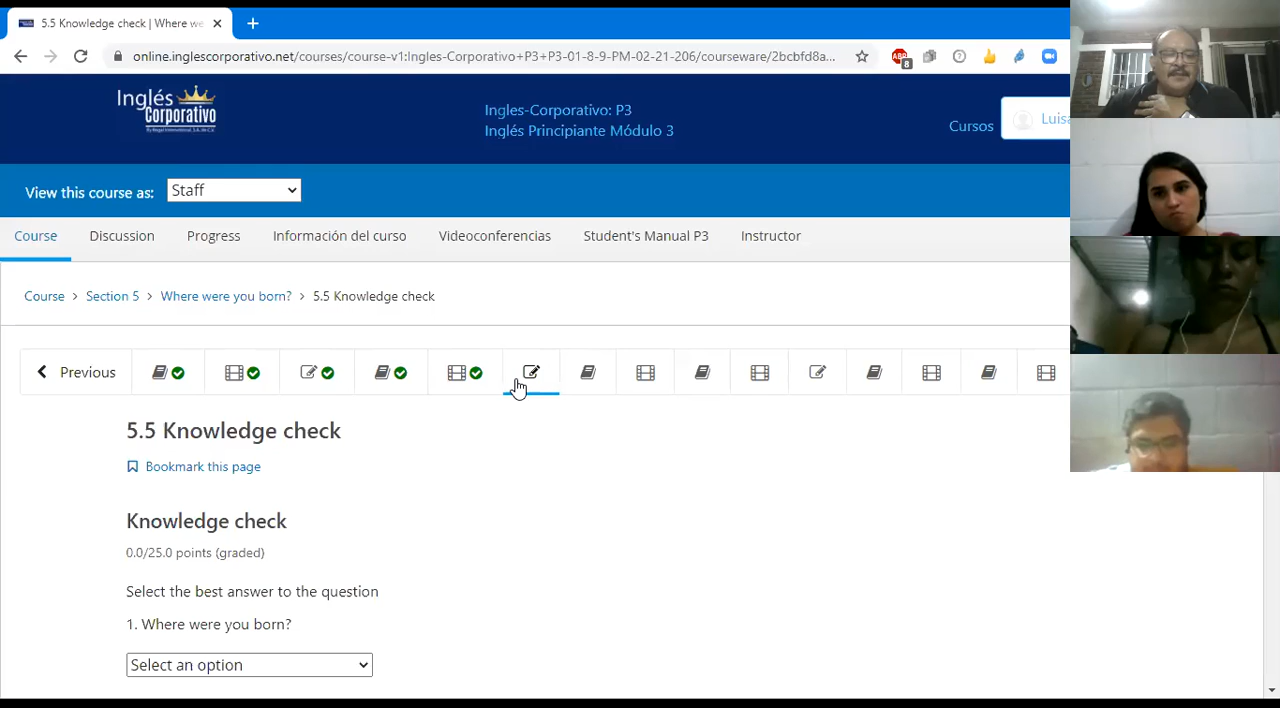 5.5 Knowledge check | Where we
online.inglescorporativo.net/courses/course-v1:Ingles-Corporativo+P3+P3-01-8-9-PM-02-21-206/courseware/2bcbfd8a...
ABP
8
Inglés
Corporativo
Ingles-Corporativo: P3
Inglés Principiante Módulo 3
Cursos
Luisa
View this course as:
Staff
Course
Discussion
Progress
Información del curso
Videoconferencias
Student's Manual P3
Instructor
Course > Section 5 > Where were you born? > 5.5 Knowledge check
Previous
5.5 Knowledge check
Bookmark this page
Knowledge check
0.0/25.0 points (graded)
Select the best answer to the question
1. Where were you born?
Select an option